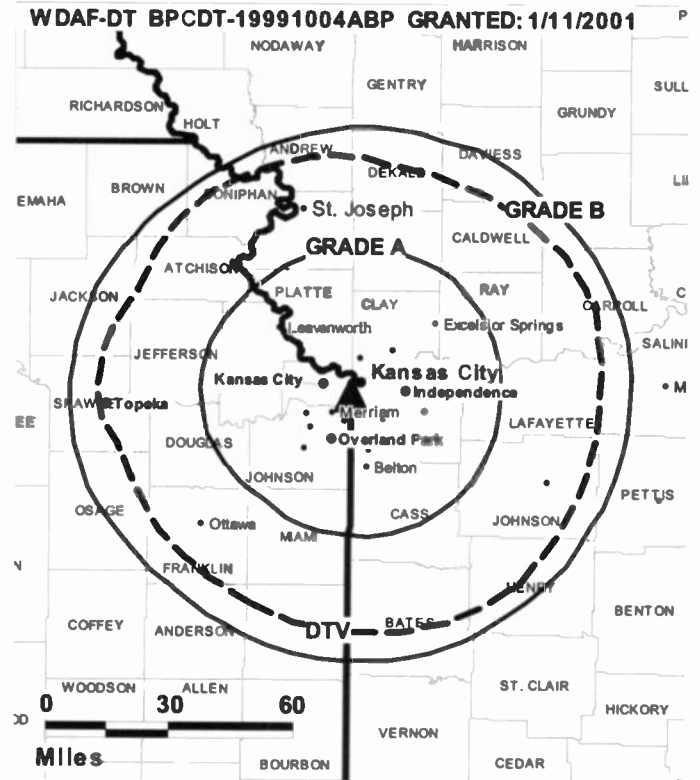 WDAF-DT BPCDT-19991004ABP GRANTED: 1/11/2001
P
NODAWAY
HARRISON
GENTRY
SULL
RICHARDSON
HOLT
GRUNDY
ANDREW
DAVIESS
DEKALB
LI
BROWN
DONIPHAN
EMAHA
St. Joseph
GRADE B
GRADE A
CALDWELL
ATCHISON
PLATTE
RAY
C
JACKSON
CLAY
CARROLL
Leavenworth
Excelsior Springs
SALINI
JEFFERSON
Kansas City
Kansas City
M
Independence
Topeka
Merriam
EE
LAFAYETTE
DOUGLAS
Overland Park
Belton
JOHNSON
PETTIS
OSAGE
CASS
JOHNSON
Ottawa
MIAMI
N
FRANKLIN
HENRY
BENTON
COFFEY
ANDERSON
DTV
BATES
WOODSON
ALLEN
ST. CLAIR
0 30 60
HICKORY
DD
VERNON
Miles
BOURBON
CEDAR